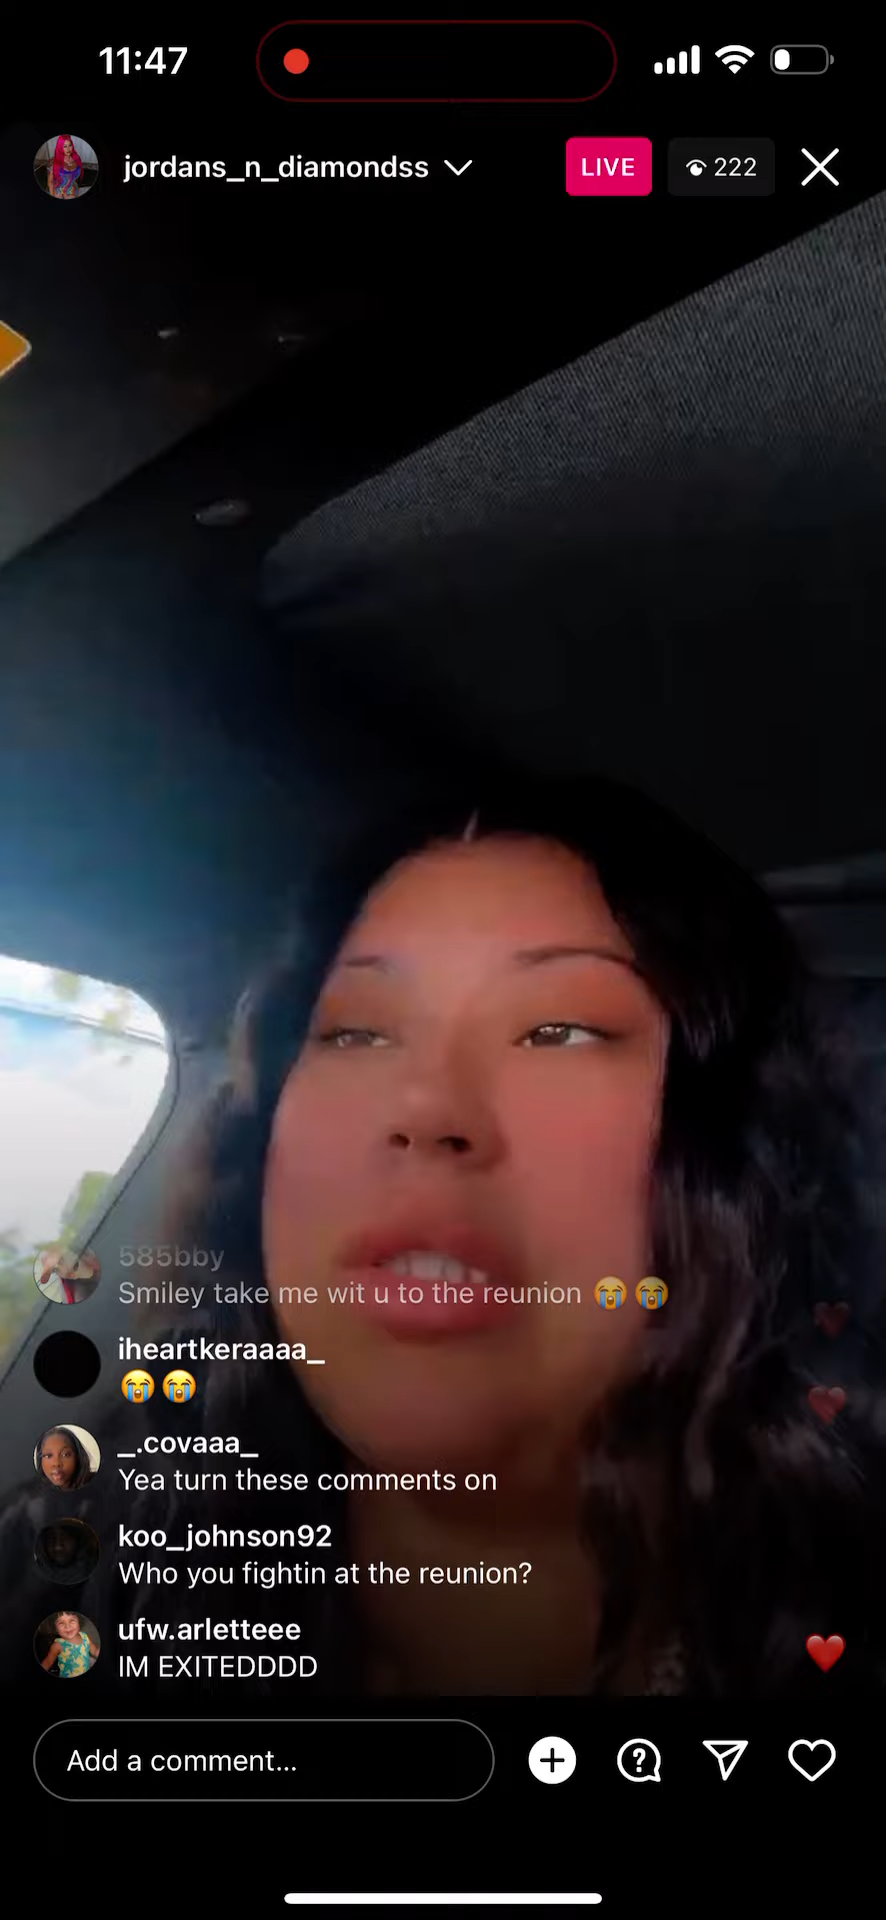 11:47
jordans_n_diamondss
LIVE
222
585bby
Smiley take me wit u to the reunion 😭😭
iheartkeraaaa_
😭😭
_.covaaa_
Yea turn these comments on
koo_johnson92
Who you fightin at the reunion?
ufw.arletteee
IM EXITEDDDD
Add a comment...